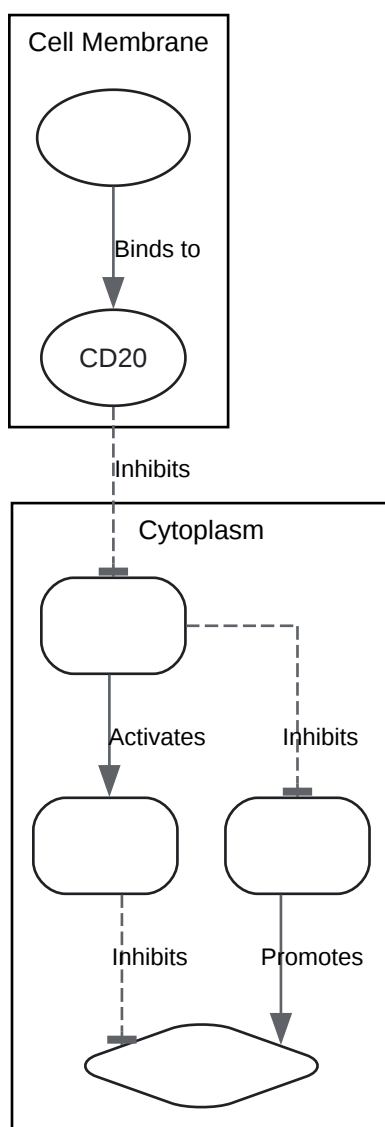 Cell Membrane
Binds to
CD20
Inhibits
Cytoplasm
Activates
Inhibits
Inhibits
Promotes